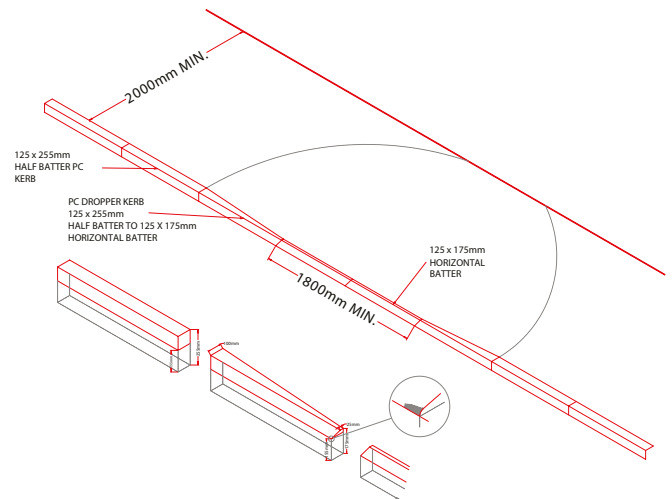 2000mm MIN.
125 x 255mm
HALF BATTER PC
KERB
PC DROPPER KERB
125 x 255mm
HALF BATTER TO 125 X 175mm
HORIZONTAL BATTER
125 x 175mm
HORIZONTAL
BATTER
1800mm MIN.
100mm